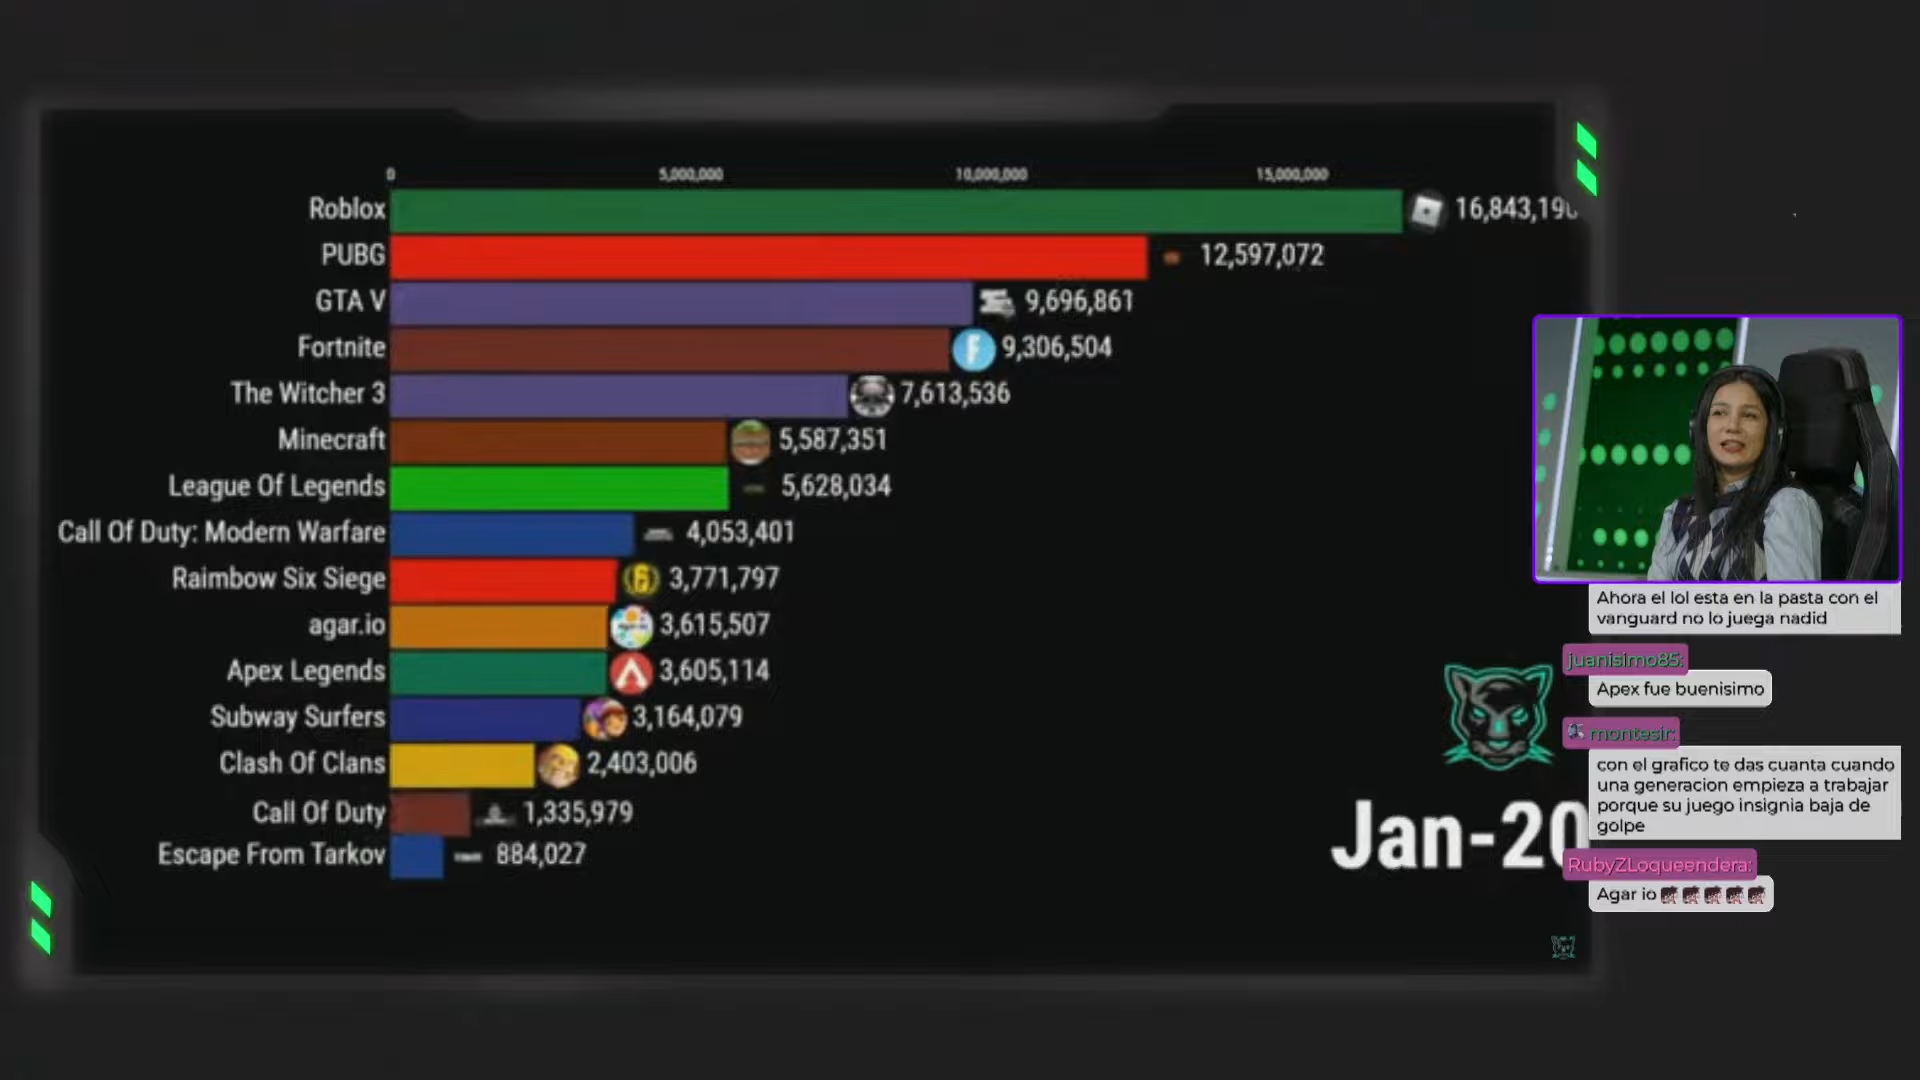 0 5,000,000 10,000,000 15,000,000
Roblox 16,843,190
PUBG 12,597,072
GTA V 9,696,861
Fortnite 9,306,504
The Witcher 3 7,613,536
Minecraft 5,587,351
League Of Legends 5,628,034
Call Of Duty: Modern Warfare 4,053,401
Raimbow Six Siege 3,771,797
agar.io 3,615,507
Apex Legends 3,605,114
Subway Surfers 3,164,079
Clash Of Clans 2,403,006
Call Of Duty 1,335,979
Escape From Tarkov 884,027
Jan-20
Ahora el lol esta en la pasta con el
vanguard no lo juega nadid
juanisimo85:
Apex fue buenisimo
montesir:
con el grafico te das cuanta cuando
una generacion empieza a trabajar
porque su juego insignia baja de
golpe
RubyZLoqueendera:
Agar io